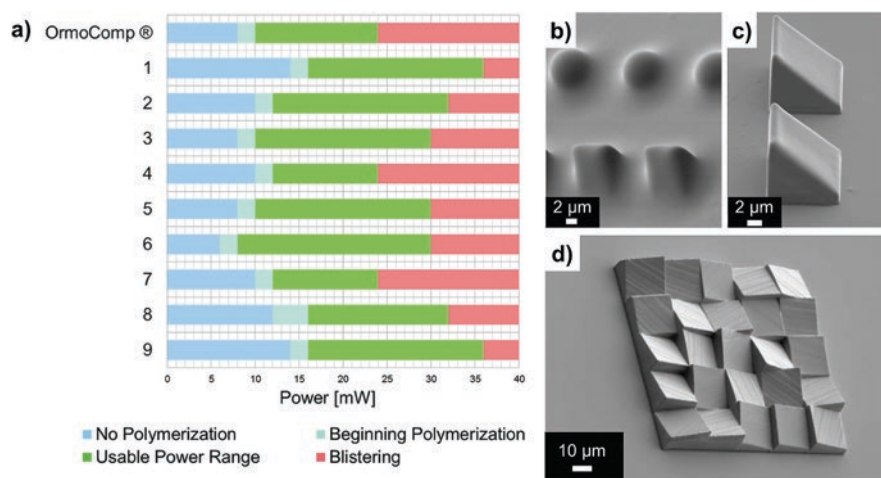 a)
OrmoComp ®
1
2
3
4
5
6
7
8
9
0 5 10 15 20 25 30 35 40
Power [mW]
No Polymerization
Beginning Polymerization
Usable Power Range
Blistering
b)
2 µm
c)
2 µm
d)
10 µm